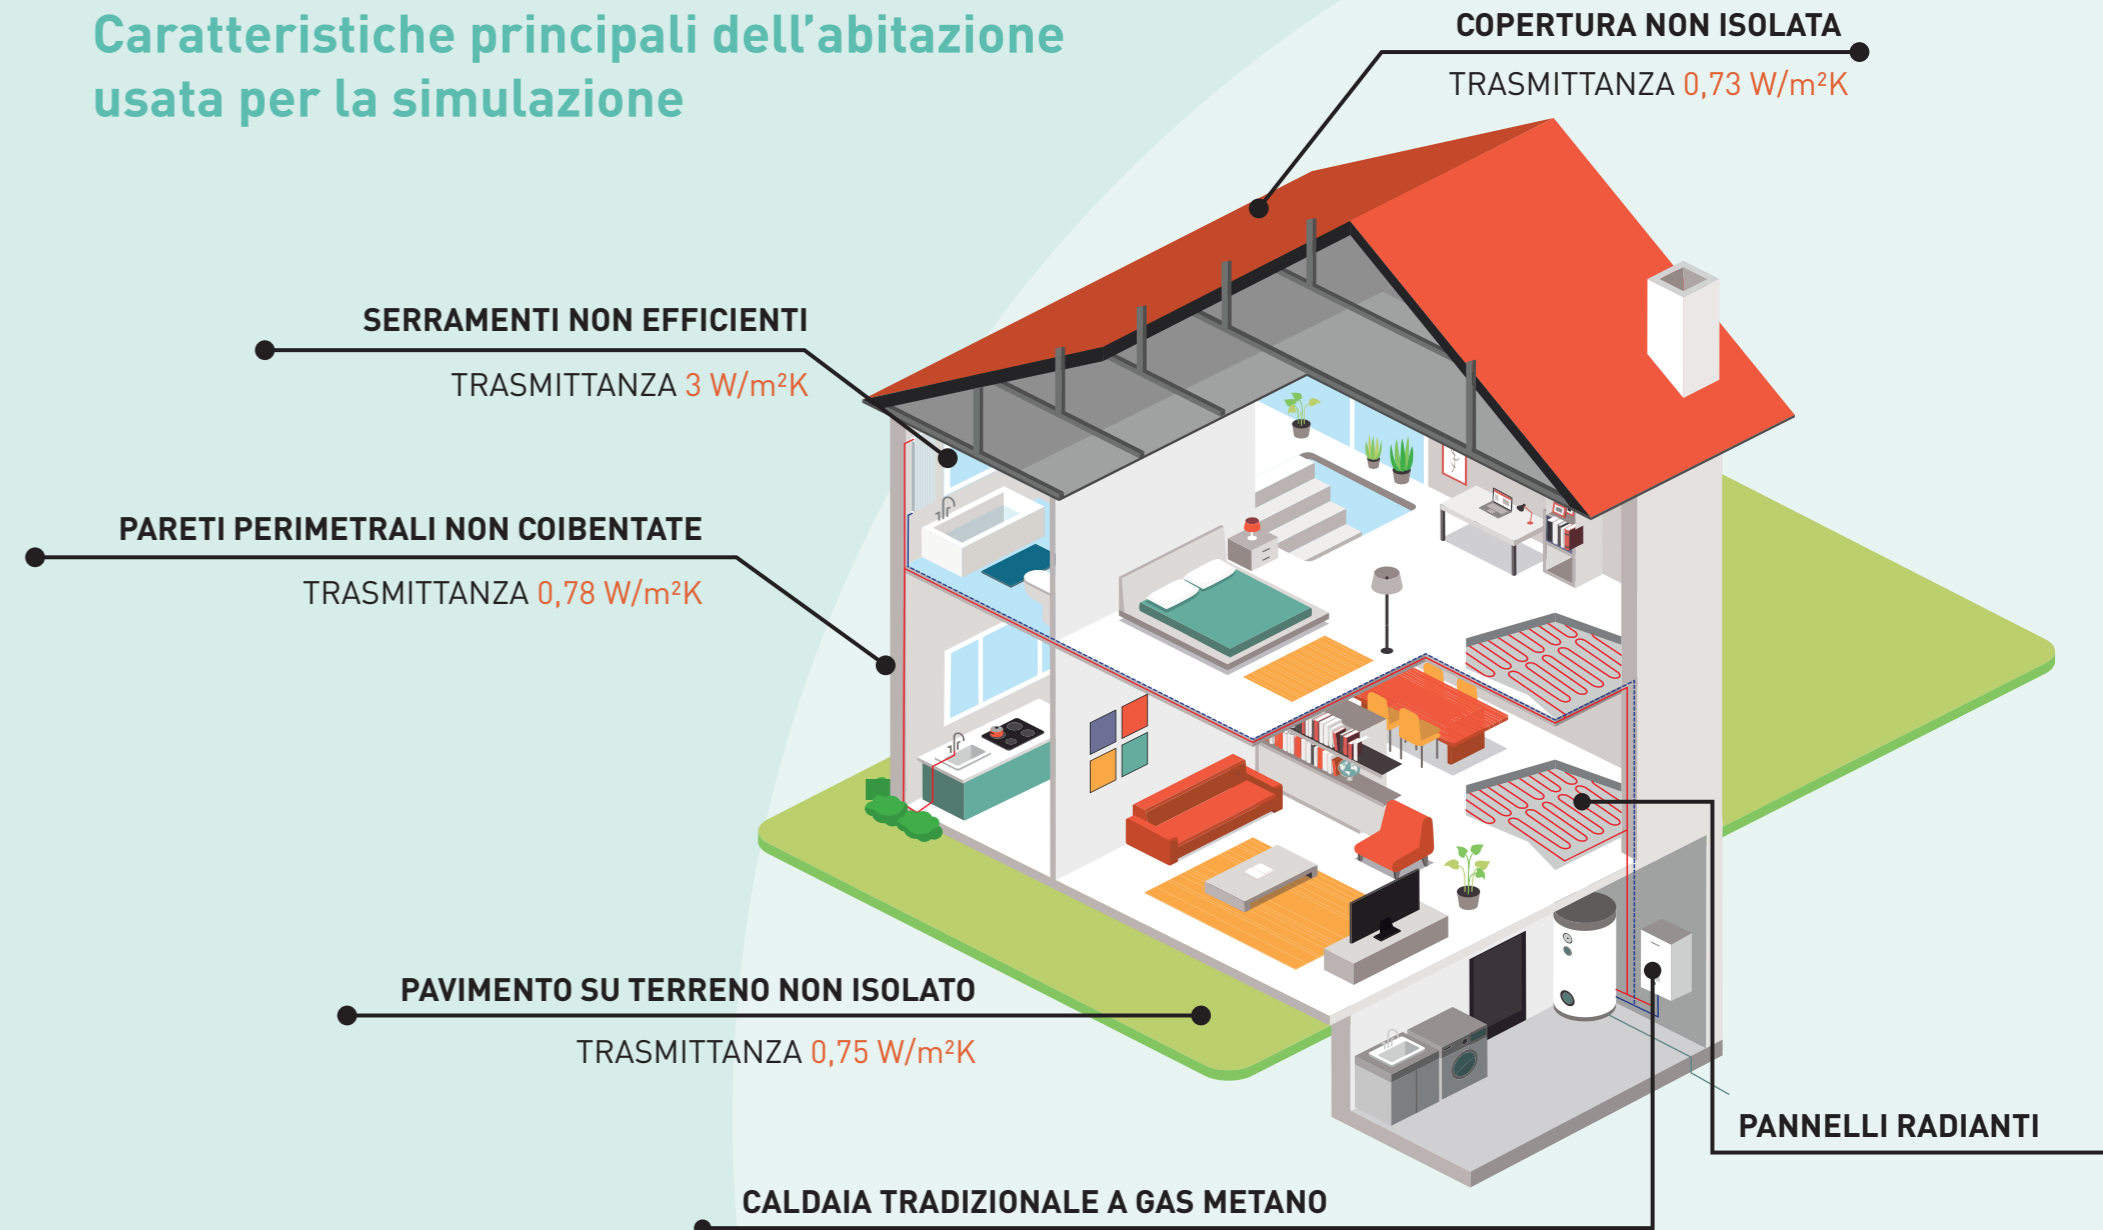 Caratteristiche principali dell’abitazione
usata per la simulazione
COPERTURA NON ISOLATA
TRASMITTANZA 0,73 W/m²K
SERRAMENTI NON EFFICIENTI
TRASMITTANZA 3 W/m²K
PARETI PERIMETRALI NON COIBENTATE
TRASMITTANZA 0,78 W/m²K
PAVIMENTO SU TERRENO NON ISOLATO
TRASMITTANZA 0,75 W/m²K
PANNELLI RADIANTI
CALDAIA TRADIZIONALE A GAS METANO